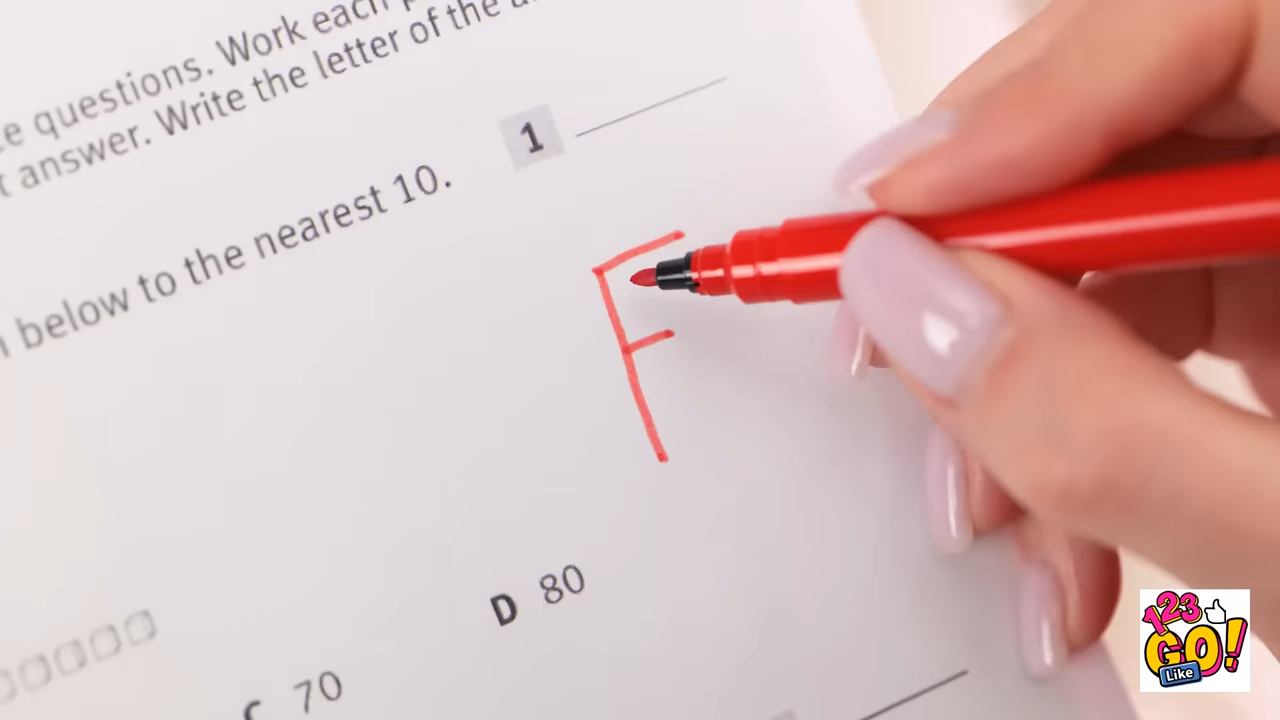 questions. Work each
answer. Write the letter of the
1
below to the nearest 10.
F
D 80
C 70
123
GO!
Like